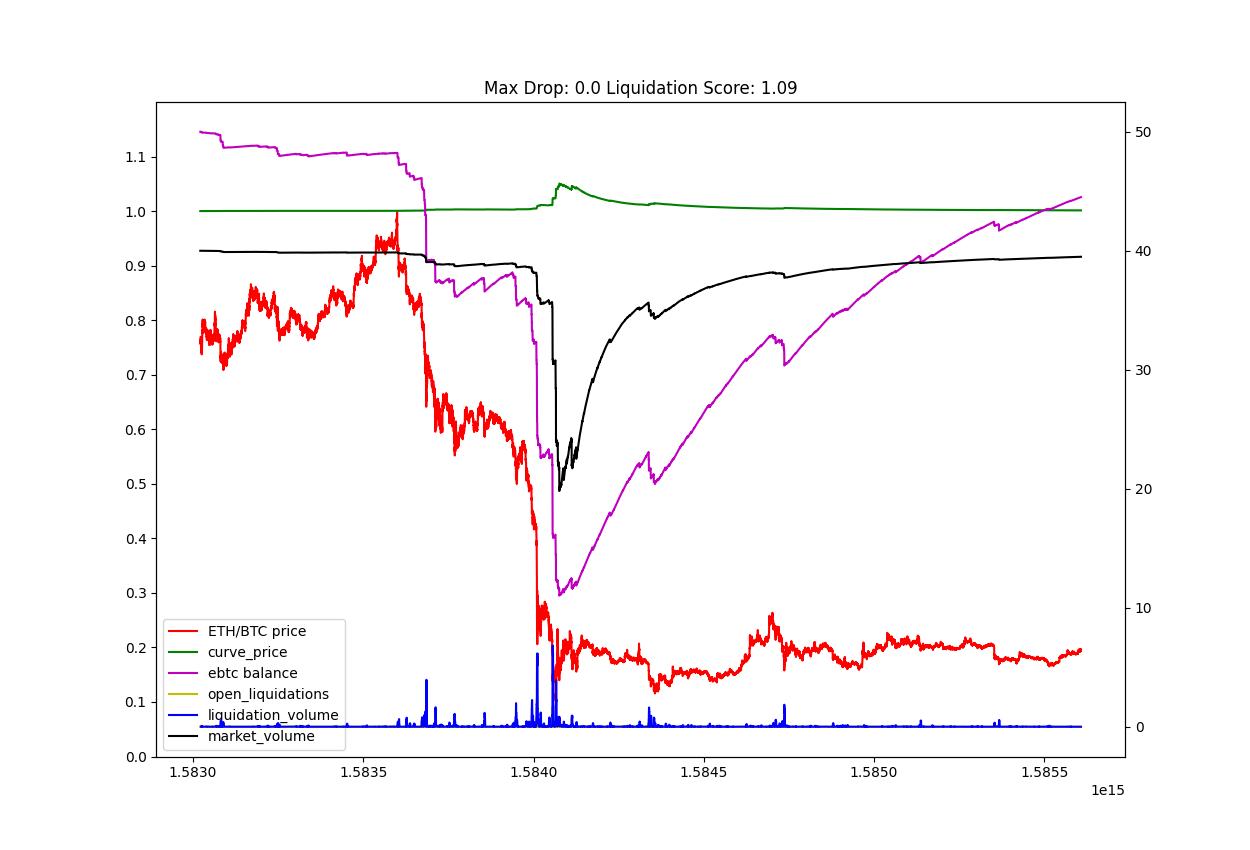 Max Drop: 0.0 Liquidation Score: 1.09
1.1
1.0
0.9
0.8
0.7
0.6
0.5
0.4
0.3
0.2
0.1
0.0
50
40
30
20
10
0
ETH/BTC price
curve_price
ebtc balance
open_liquidations
liquidation_volume
market_volume
1.5830 1.5835 1.5840 1.5845 1.5850 1.5855
1e15